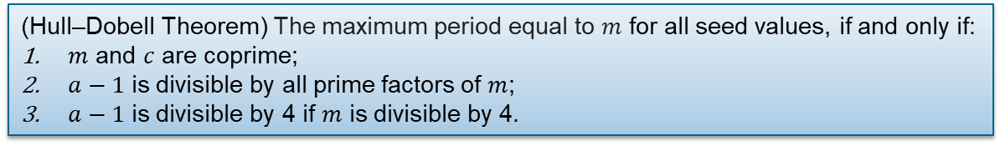 (Hull–Dobell Theorem) The maximum period equal to m for all seed values, if and only if:
1. m and c are coprime;
2. a − 1 is divisible by all prime factors of m;
3. a − 1 is divisible by 4 if m is divisible by 4.